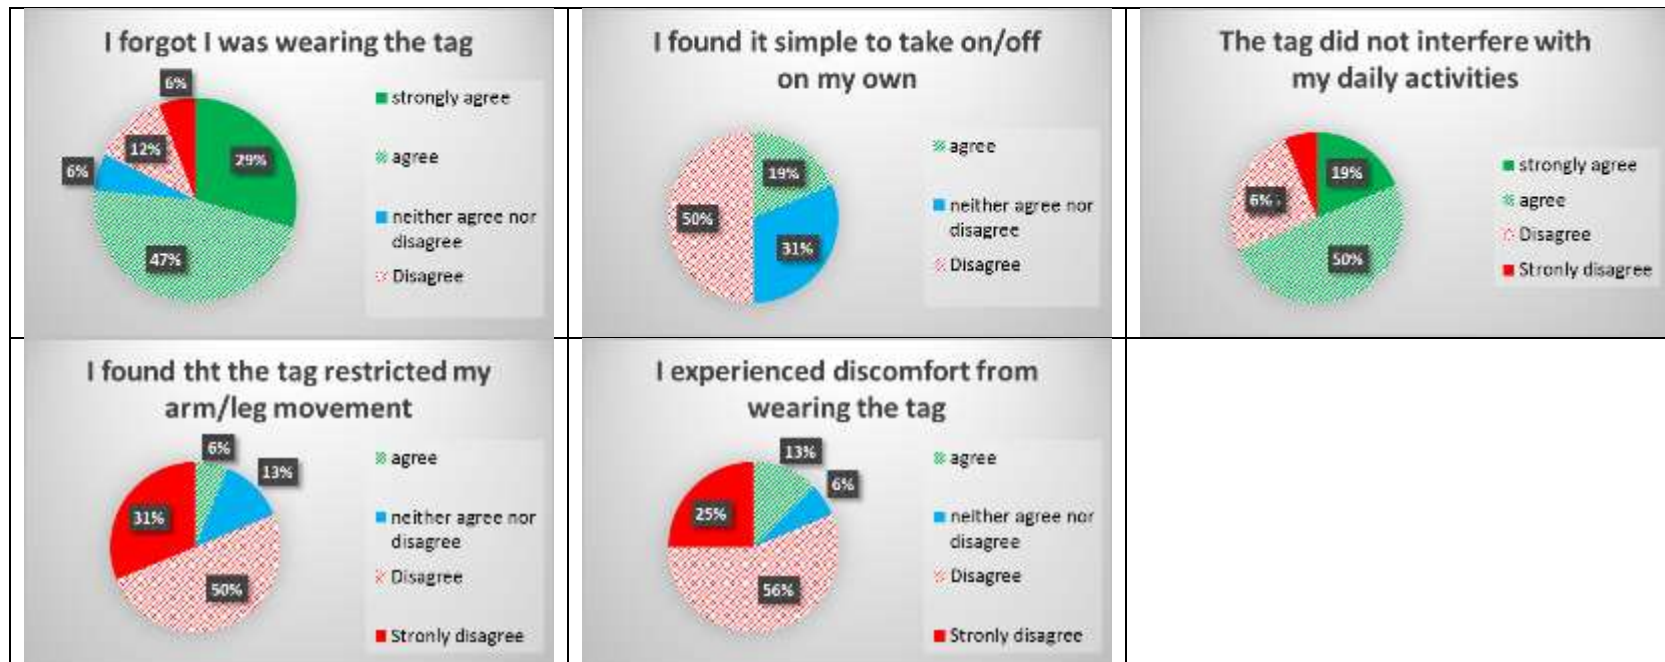 I forgot I was wearing the tag
6%
29%
12%
6%
47%
strongly agree
agree
neither agree nor
disagree
Disagree
I found it simple to take on/off
on my own
19%
50%
31%
agree
neither agree nor
disagree
Disagree
The tag did not interfere with
my daily activities
19%
6%
50%
strongly agree
agree
Disagree
Stronly disagree
I found tht the tag restricted my
arm/leg movement
6%
13%
31%
50%
agree
neither agree nor
disagree
Disagree
Stronly disagree
I experienced discomfort from
wearing the tag
13%
6%
25%
56%
agree
neither agree nor
disagree
Disagree
Stronly disagree